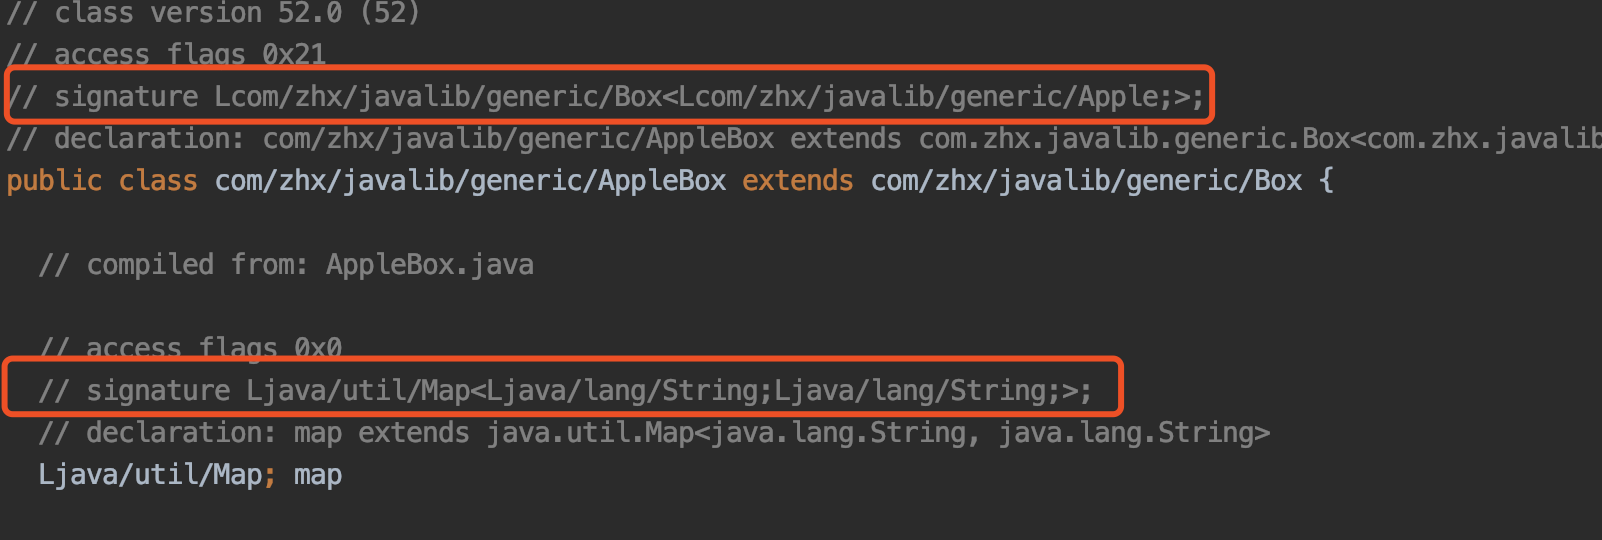 // class version 52.0 (52)
// access flags 0x21
// signature Lcom/zhx/javalib/generic/Box<Lcom/zhx/javalib/generic/Apple;>;
// declaration: com/zhx/javalib/generic/AppleBox extends com.zhx.javalib.generic.Box<com.zhx.javalib
public class com/zhx/javalib/generic/AppleBox extends com/zhx/javalib/generic/Box {
// compiled from: AppleBox.java
// access flags 0x0
// signature Ljava/util/Map<Ljava/lang/String;Ljava/lang/String;>;
// declaration: map extends java.util.Map<java.lang.String, java.lang.String>
Ljava/util/Map; map